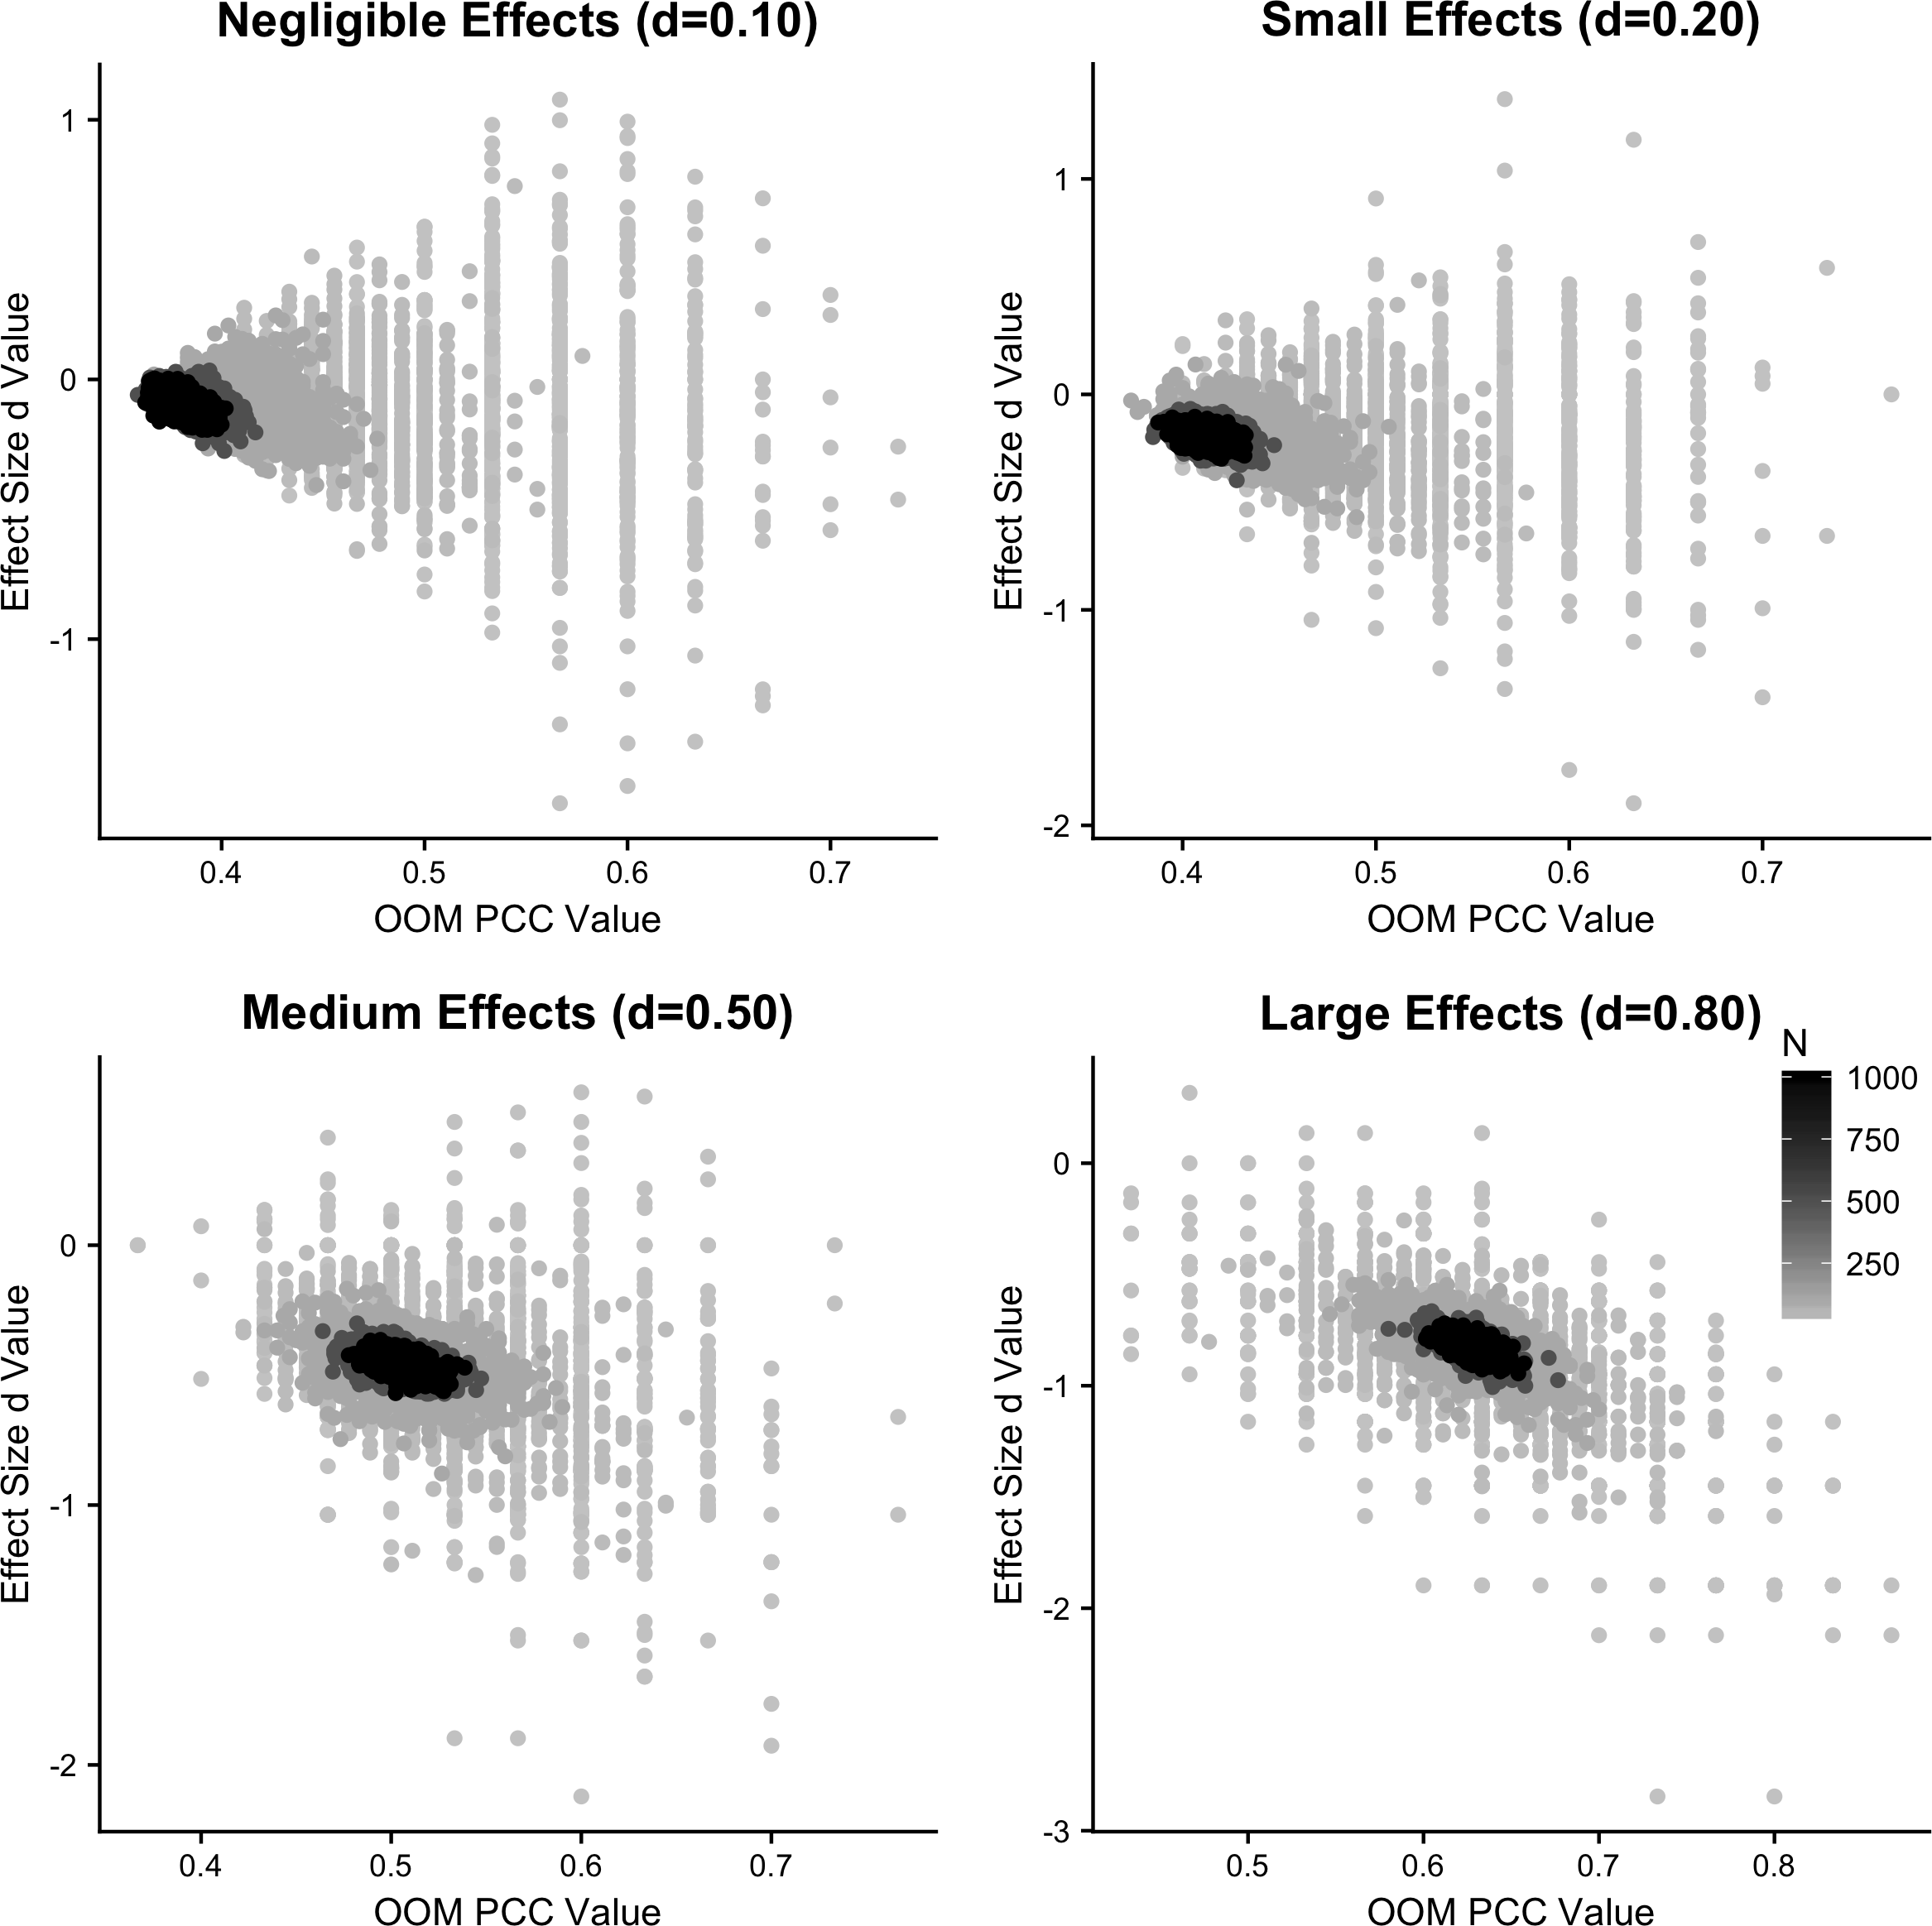 Negligible Effects (d=0.10)
Effect Size d Value
1
0
-1
0.4 0.5 0.6 0.7
OOM PCC Value
Small Effects (d=0.20)
Effect Size d Value
1
0
-1
-2
0.4 0.5 0.6 0.7
OOM PCC Value
Medium Effects (d=0.50)
Effect Size d Value
0
-1
-2
0.4 0.5 0.6 0.7
OOM PCC Value
Large Effects (d=0.80)
Effect Size d Value
0
-1
-2
-3
0.5 0.6 0.7 0.8
OOM PCC Value
N
1000
750
500
250